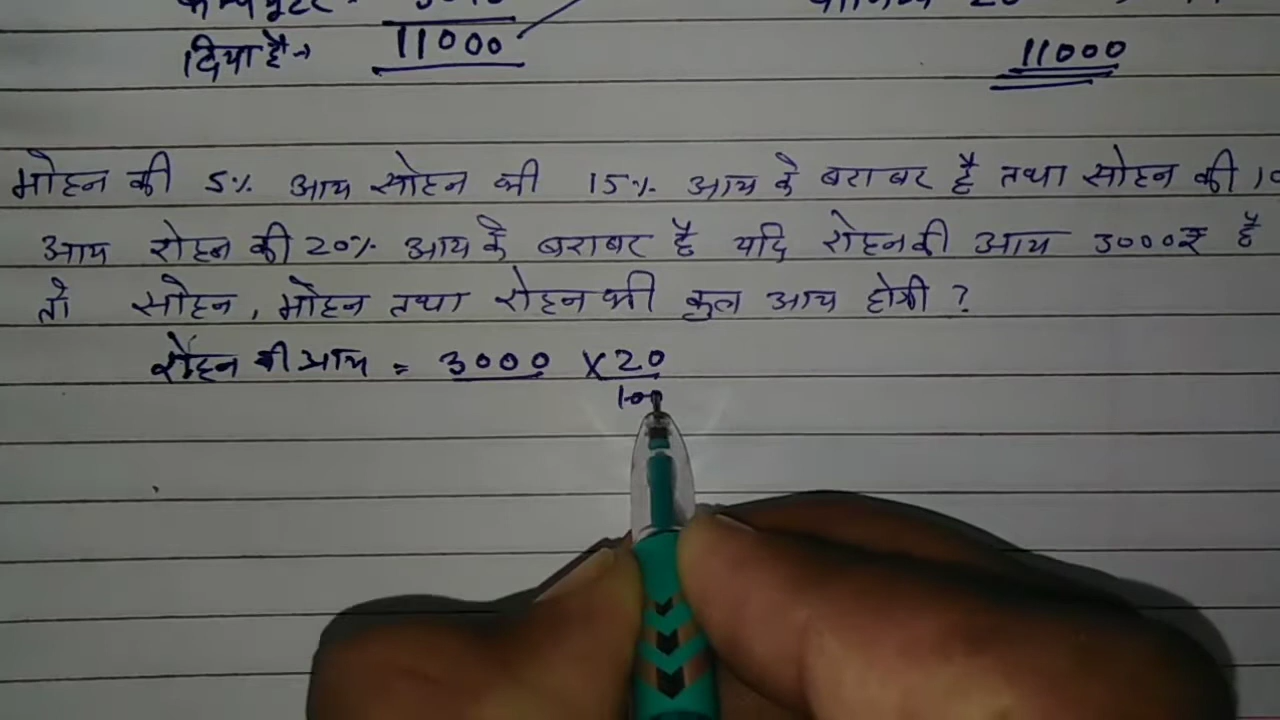 दिया है→ 11000 11000
मोहन की 5% आय सोहन की 15% आय के बराबर है तथा सोहन की 10
आय रोहन की 20% आय के बराबर है यदि रोहन की आय 3000₹ है
तो सोहन, मोहन तथा रोहन की कुल आय होगी ?
रोहन की आय = 3000 × 20
100